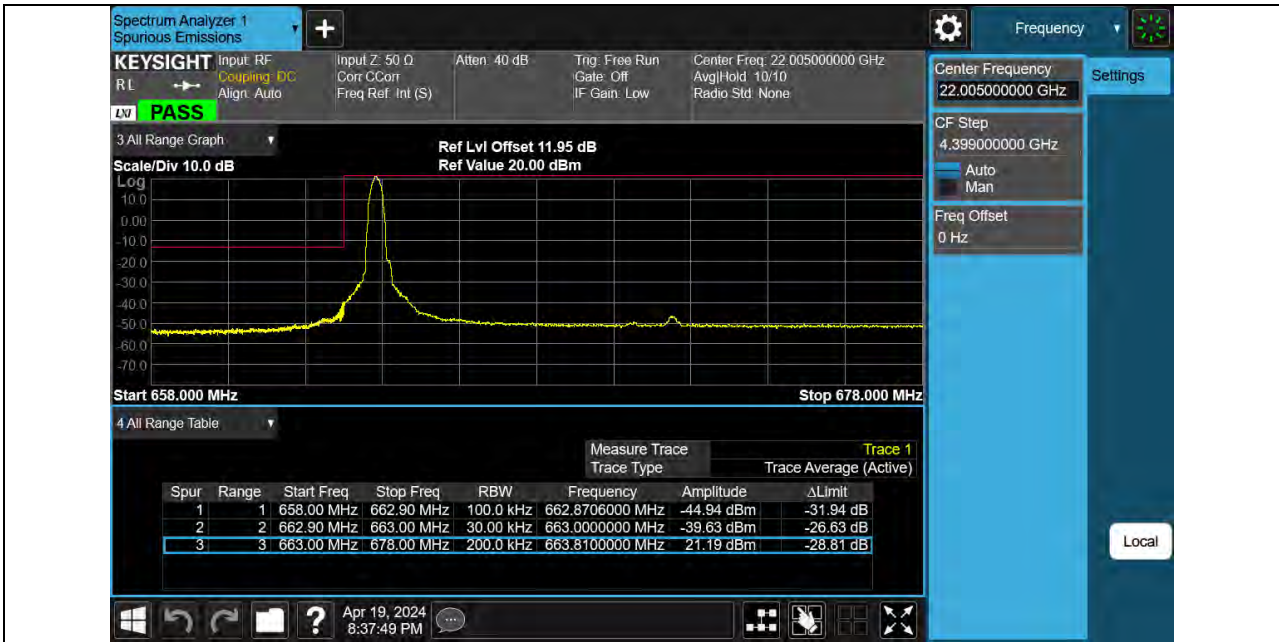 Spectrum Analyzer 1
Spurious Emissions
Frequency
KEYSIGHT
RL
LXI
PASS
Input: RF
Coupling: DC
Align: Auto
Input Z: 50 Ω
Corr CCorr
Freq Ref: Int (S)
Atten: 40 dB
Trig: Free Run
Gate: Off
IF Gain: Low
Center Freq: 22.005000000 GHz
Avg|Hold: 10/10
Radio Std: None
Center Frequency
22.005000000 GHz
Settings
CF Step
4.399000000 GHz
Auto
Man
Freq Offset
0 Hz
Local
3 All Range Graph
Scale/Div 10.0 dB
Ref Lvl Offset 11.95 dB
Ref Value 20.00 dBm
Log
10.0
0.00
-10.0
-20.0
-30.0
-40.0
-50.0
-60.0
-70.0
Start 658.000 MHz
Stop 678.000 MHz
4 All Range Table
Measure Trace Trace 1
Trace Type Trace Average (Active)
Spur Range Start Freq Stop Freq RBW Frequency Amplitude ΔLimit
1 1 658.00 MHz 662.90 MHz 100.0 kHz 662.8706000 MHz -44.94 dBm -31.94 dB
2 2 662.90 MHz 663.00 MHz 30.00 kHz 663.0000000 MHz -39.63 dBm -26.63 dB
3 3 663.00 MHz 678.00 MHz 200.0 kHz 663.8100000 MHz 21.19 dBm -28.81 dB
?
Apr 19, 2024
8:37:49 PM